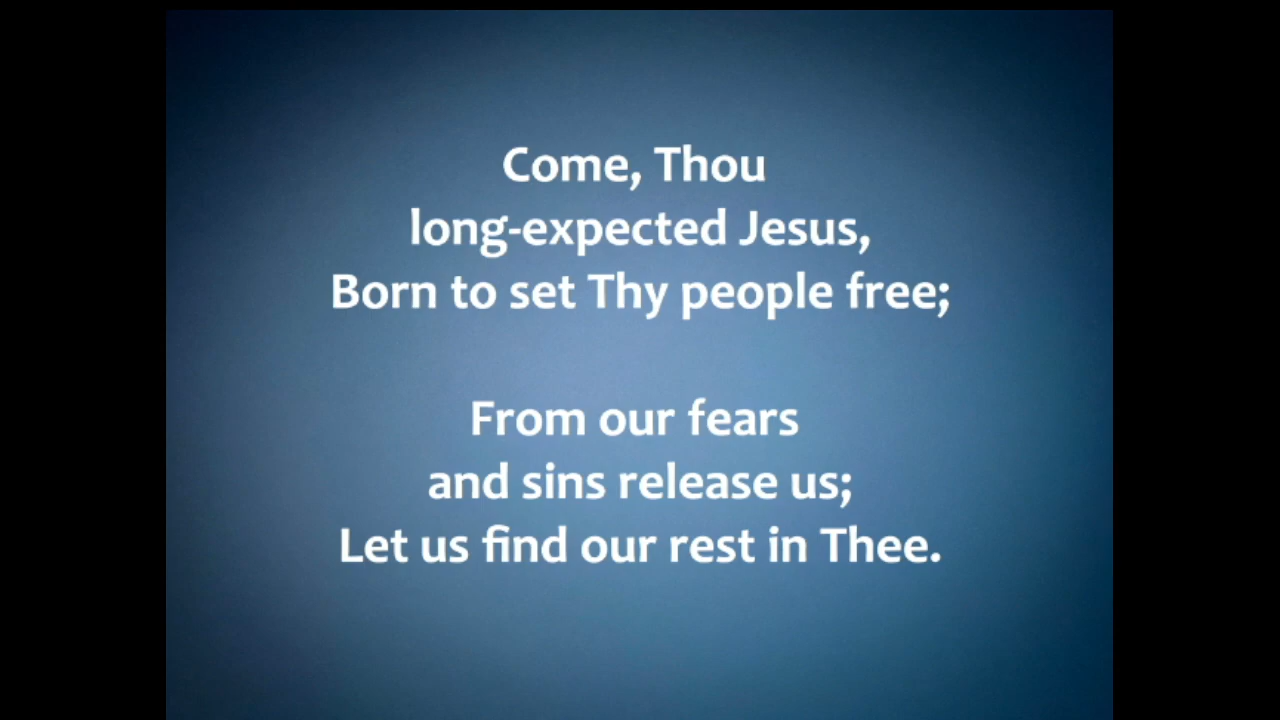 Come, Thou
long-expected Jesus,
Born to set Thy people free;
From our fears
and sins release us;
Let us find our rest in Thee.